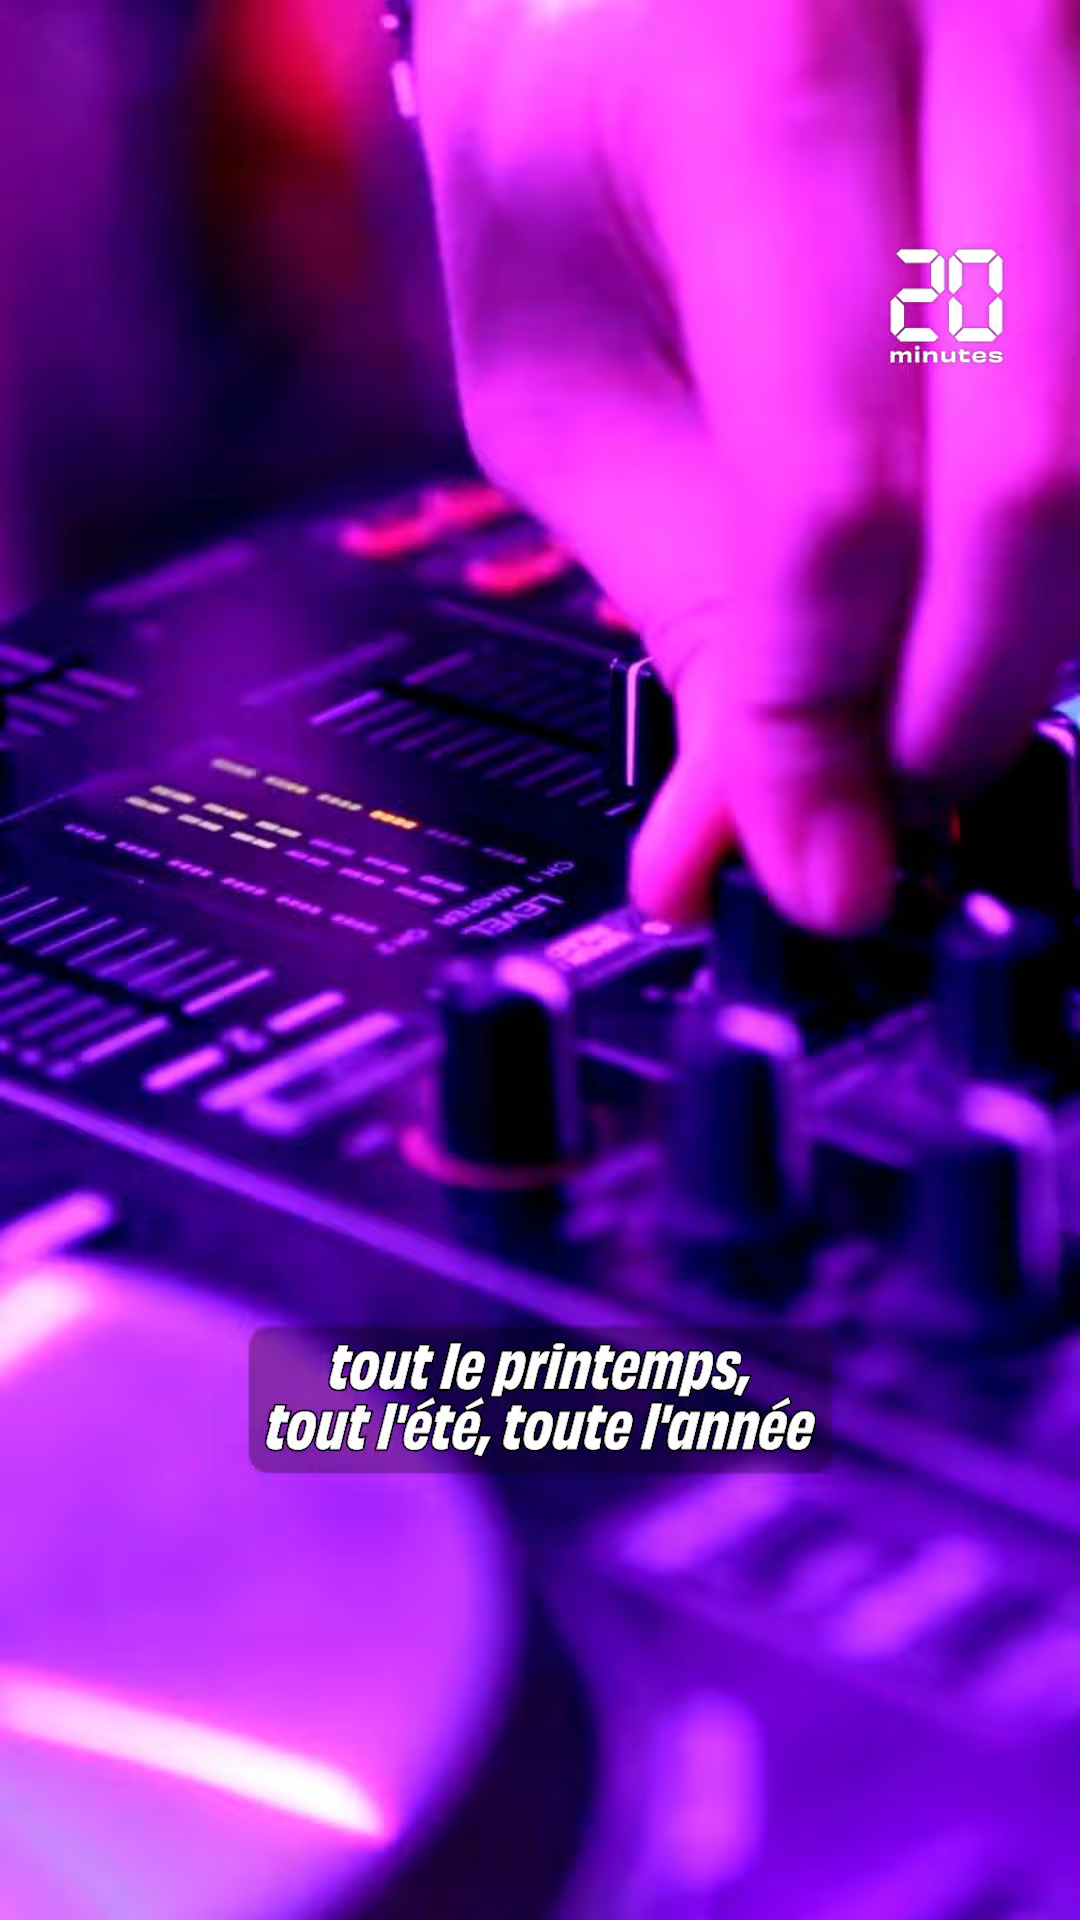 20
minutes
CH 1
MASTER
LEVEL
tout le printemps,
tout l'été, toute l'année